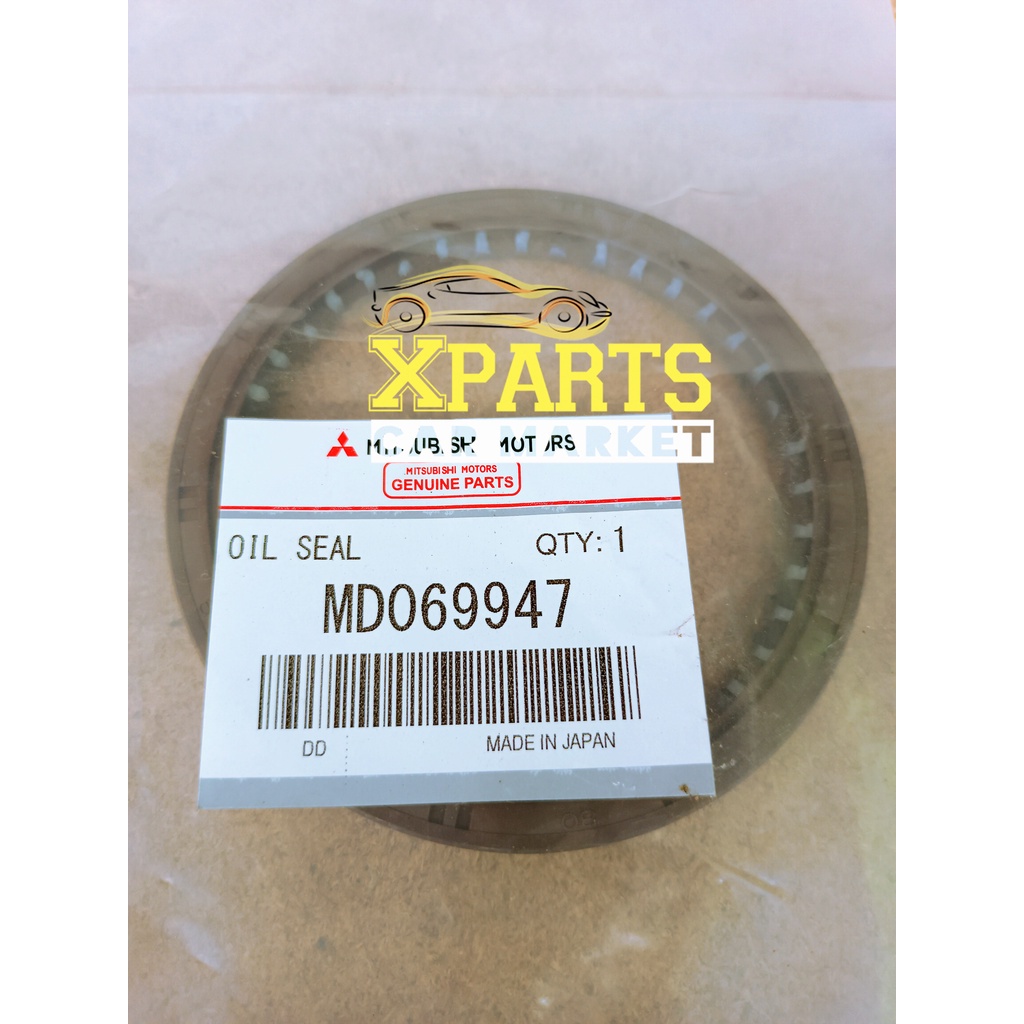 XPARTS
CAR MARKET
MITSUBISHI MOTORS
MITSUBISHI MOTORS
GENUINE PARTS
OIL SEAL QTY: 1
MD069947
DD MADE IN JAPAN